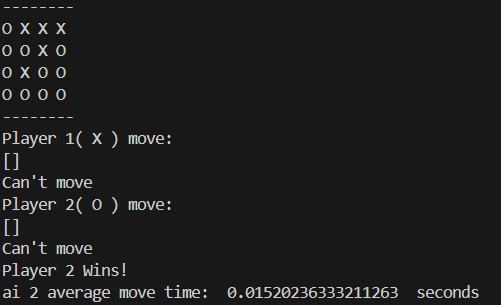 --------
O X X X
O O X O
O X O O
O O O O
--------
Player 1( X ) move:
[]
Can't move
Player 2( O ) move:
[]
Can't move
Player 2 Wins!
ai 2 average move time:  0.01520236333211263  seconds